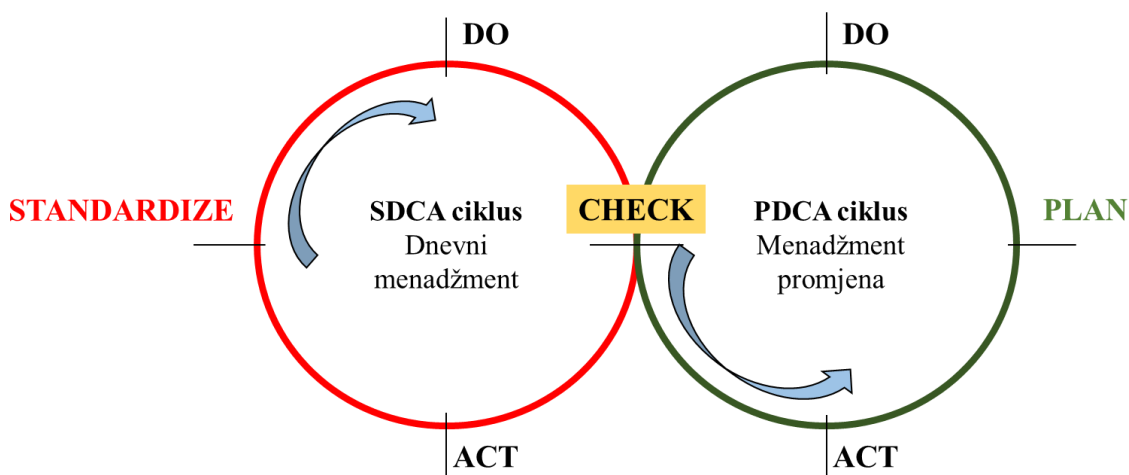 DO
DO
STANDARDIZE
SDCA ciklus
Dnevni
menadžment
CHECK
PDCA ciklus
Menadžment
promjena
PLAN
ACT
ACT